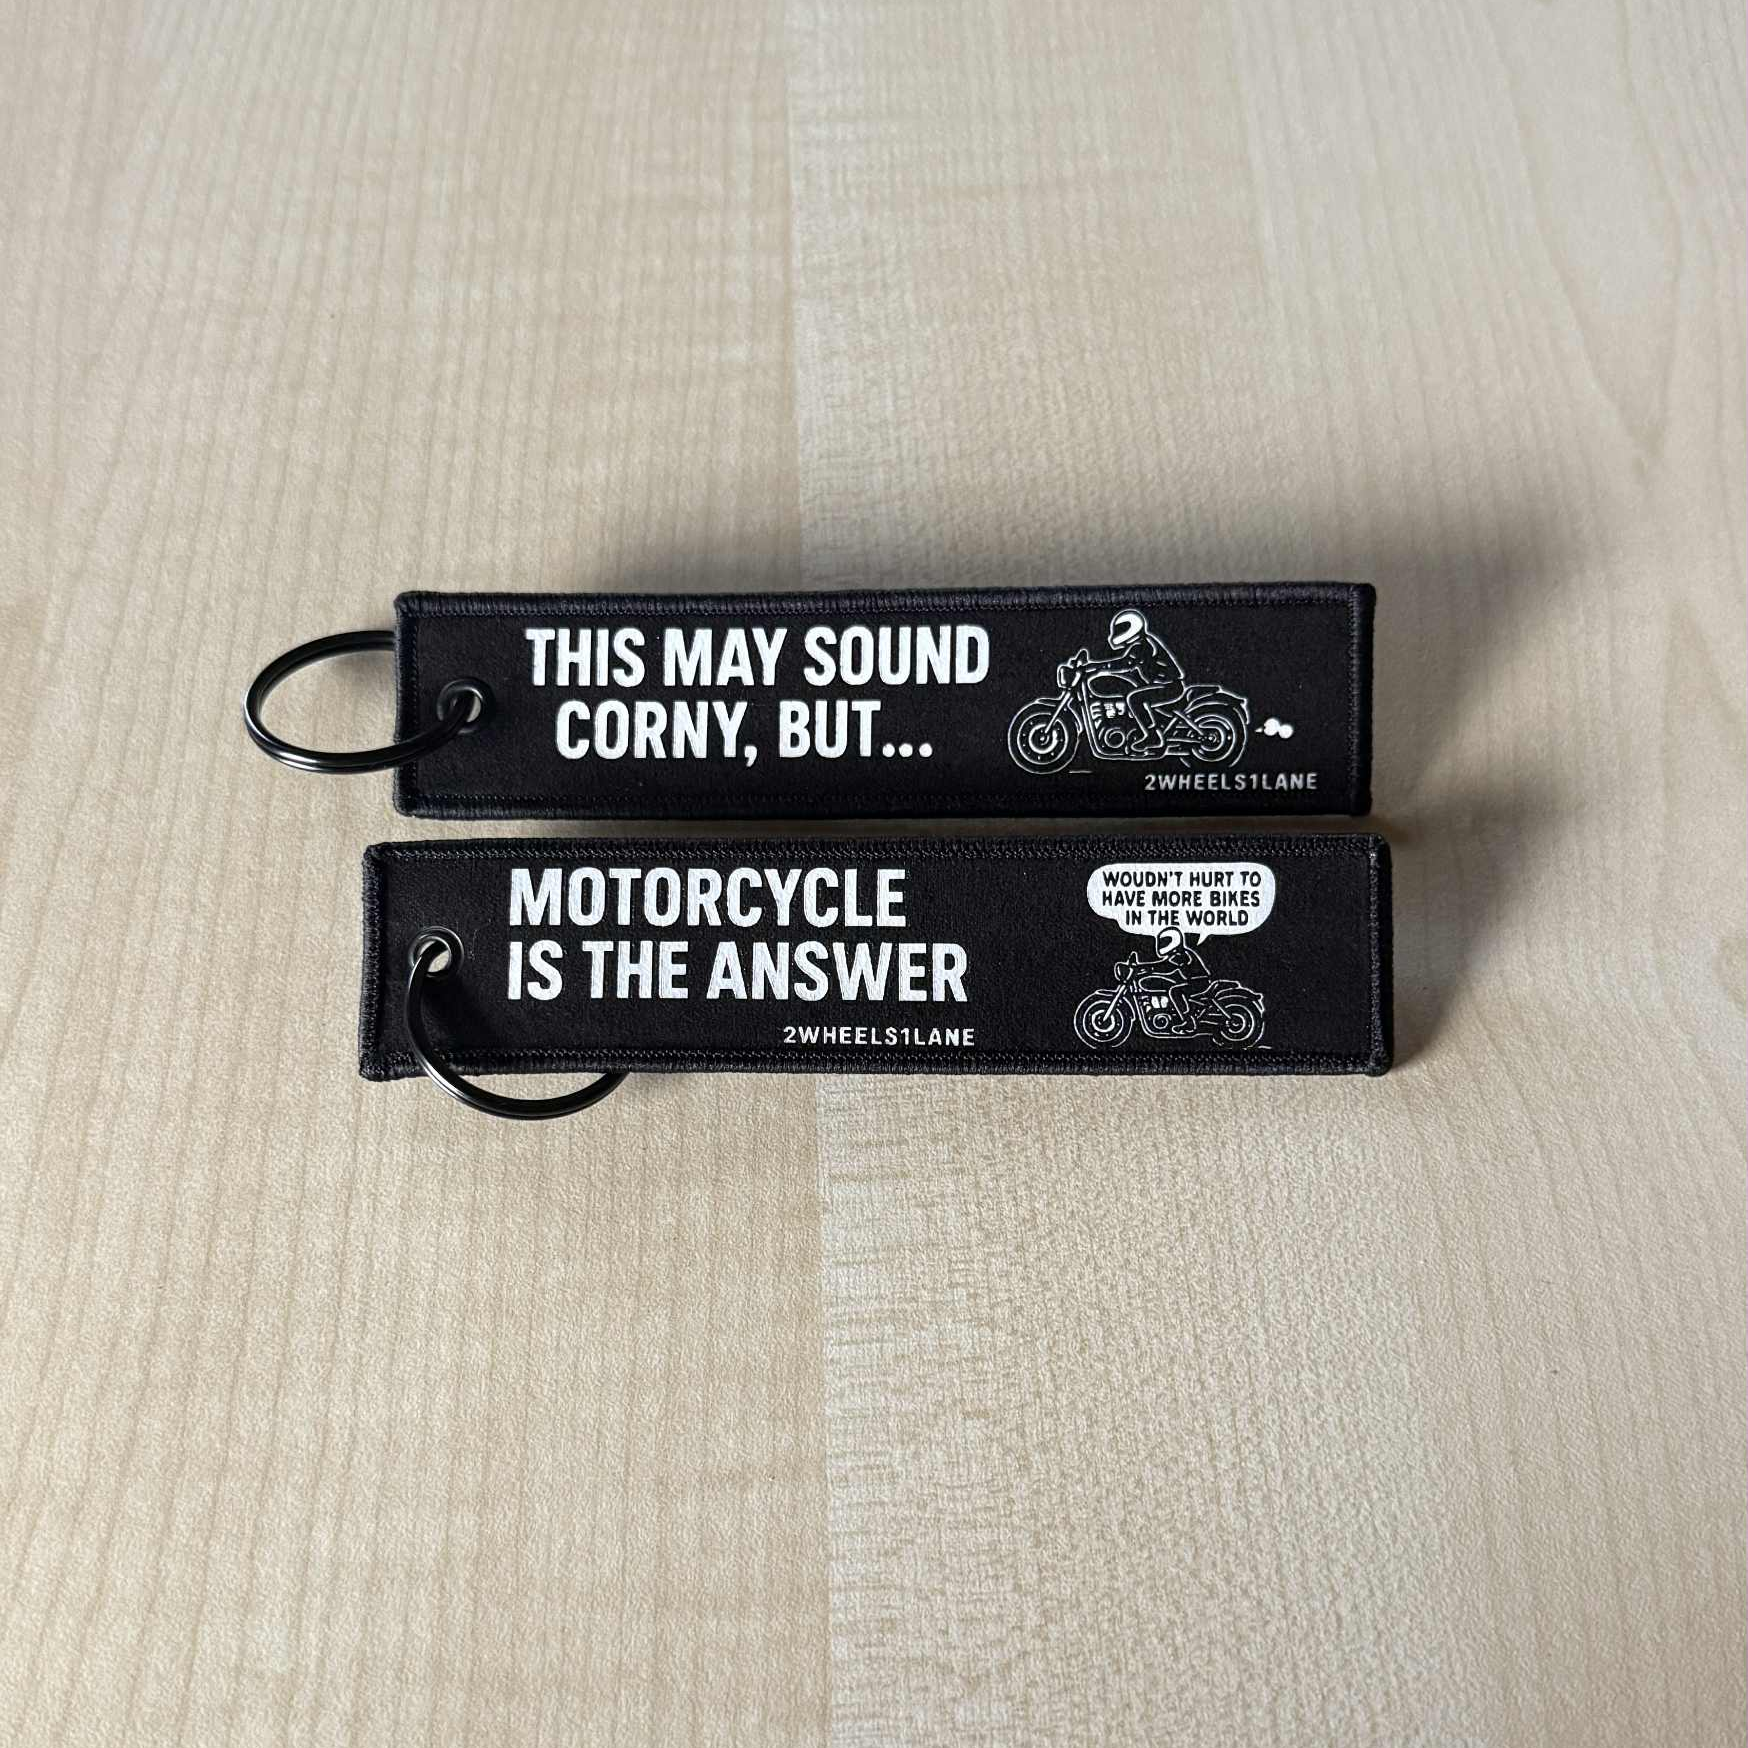 THIS MAY SOUND
CORNY, BUT...
2WHEELS1LANE
MOTORCYCLE
IS THE ANSWER
2WHEELS1LANE
WOUDN'T HURT TO
HAVE MORE BIKES
IN THE WORLD